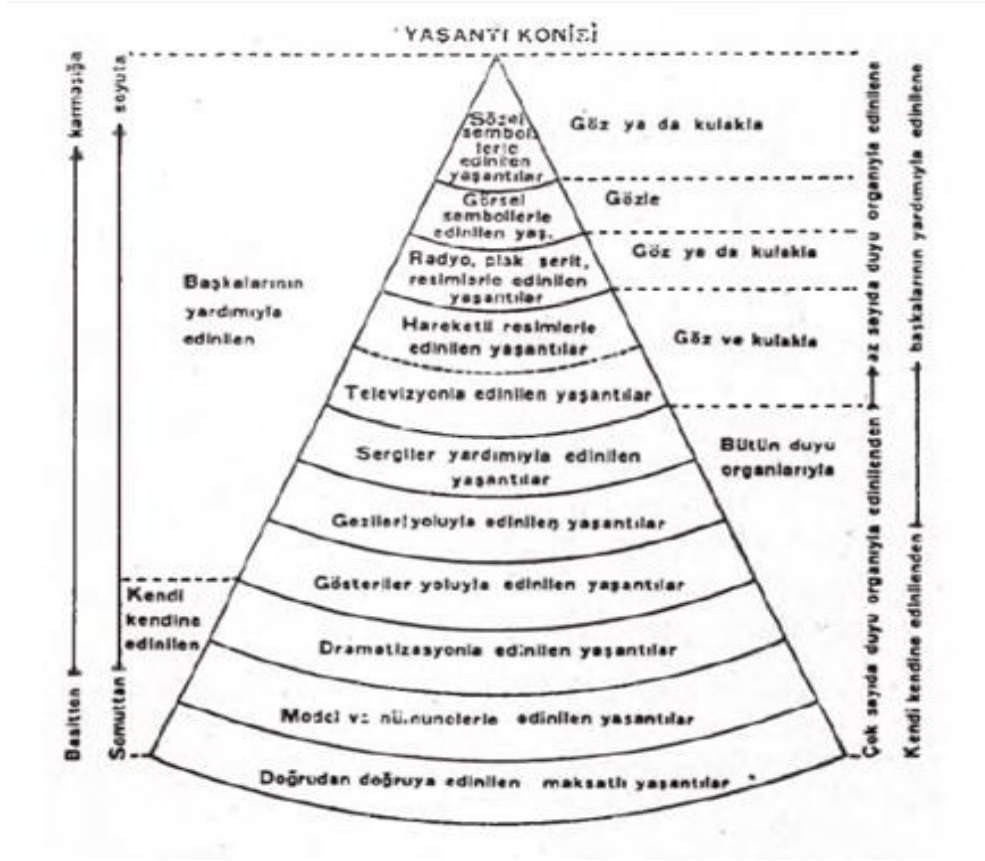 YAŞANTI KONİSİ
Sözel
sembol
lerle
edinilen
yaşantılar
Göz ya da kulakla
Görsel
sembollerle
edinilen yaş.
Gözle
Radyo, plak şerit,
resimlerle edinilen
yaşantılar
Göz ya da kulakla
Hareketli resimlerle
edinilen yaşantılar
Göz ve kulakla
Televizyonla edinilen yaşantılar
Sergiler yardımıyla edinilen
yaşantılar
Bütün duyu
organlarıyla
Geziler yoluyla edinilen yaşantılar
Gösteriler yoluyla edinilen yaşantılar
Dramatizasyonla edinilen yaşantılar
Model ve nümunelerle edinilen yaşantılar
Doğrudan doğruya edinilen maksatlı yaşantılar
Başkalarının
yardımıyla
edinilen
Kendi
kendine
edinilen
Basitten karmaşığa
Somuttan soyuta
Çok sayıda duyu organıyla edinilenden az sayıda duyu organıyla edinilene
Kendi kendine edinilenden başkalarının yardımıyla edinilene